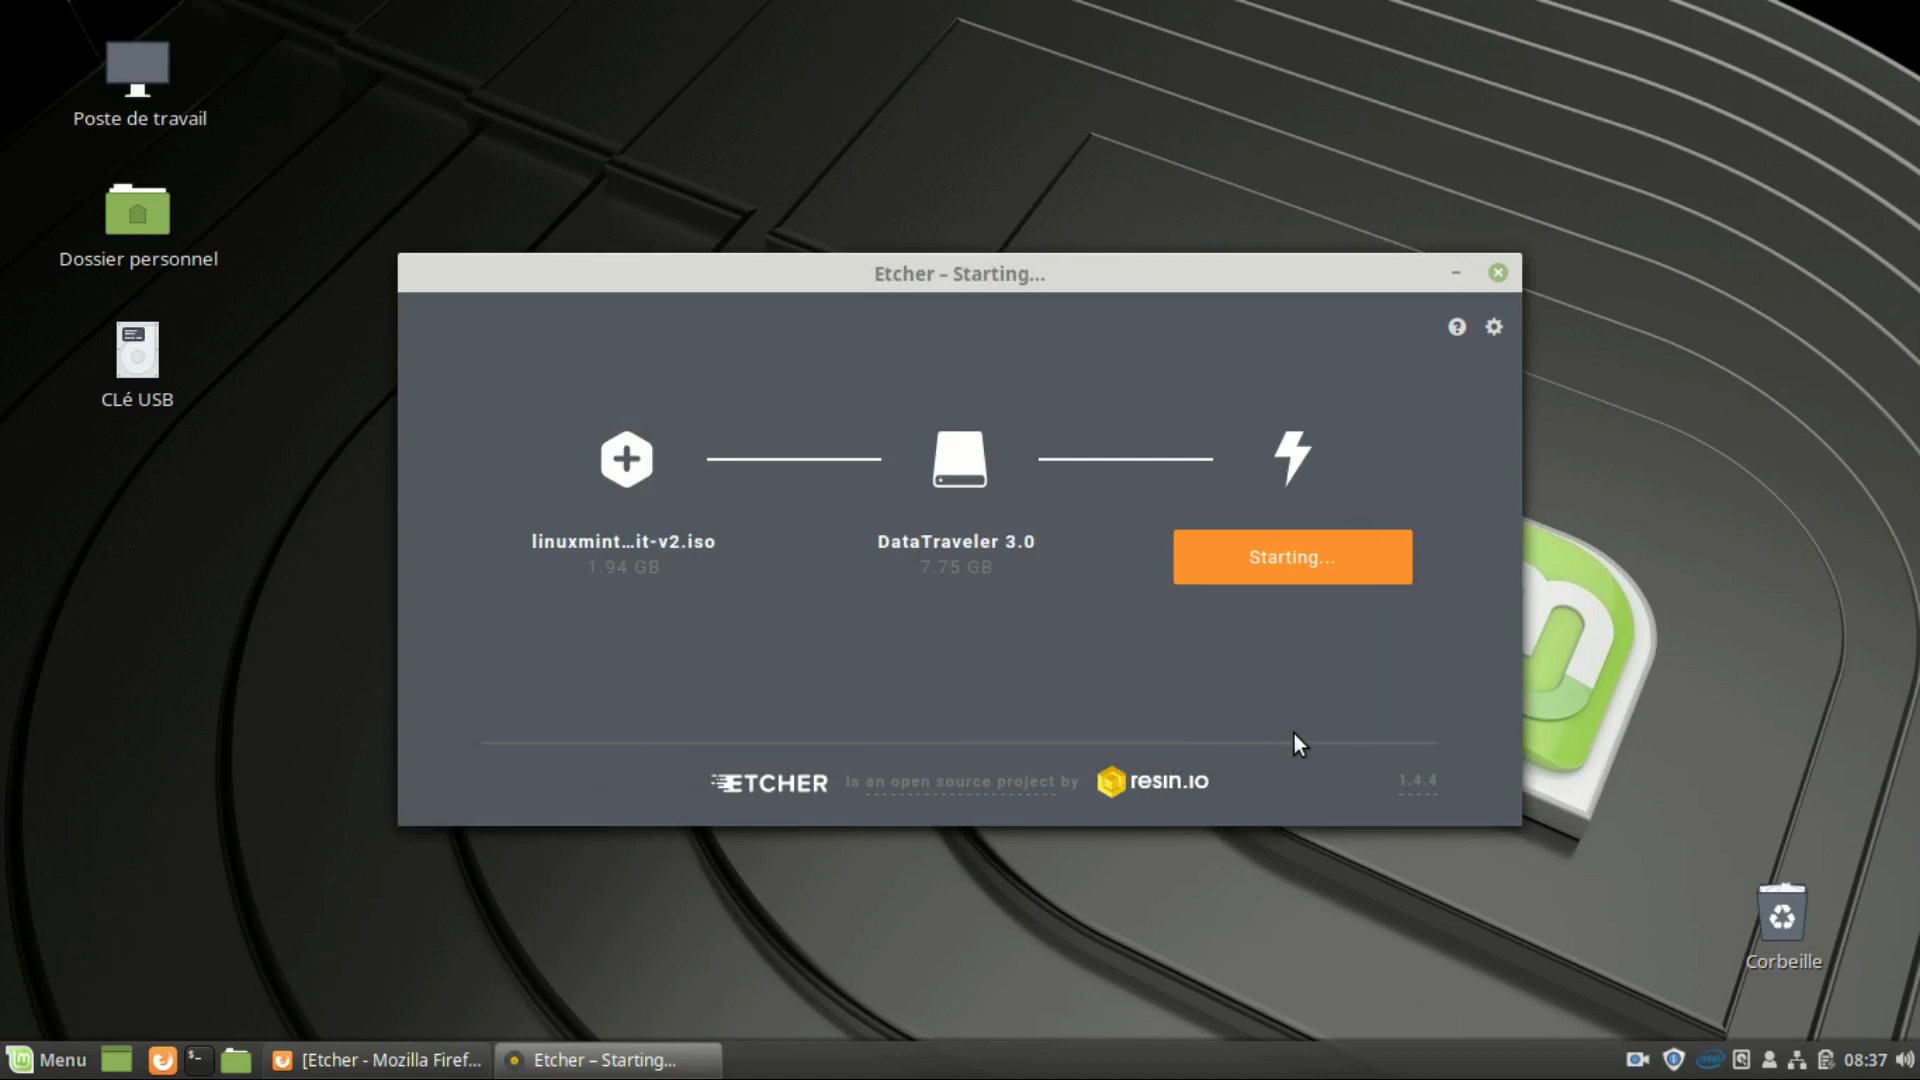 Poste de travail
Dossier personnel
CLé USB
Etcher – Starting...
linuxmint...it-v2.iso
1.94 GB
DataTraveler 3.0
7.75 GB
Starting...
ETCHER is an open source project by resin.io
1.4.4
Corbeille
Menu
[Etcher - Mozilla Firef...
Etcher – Starting...
intel
08:37